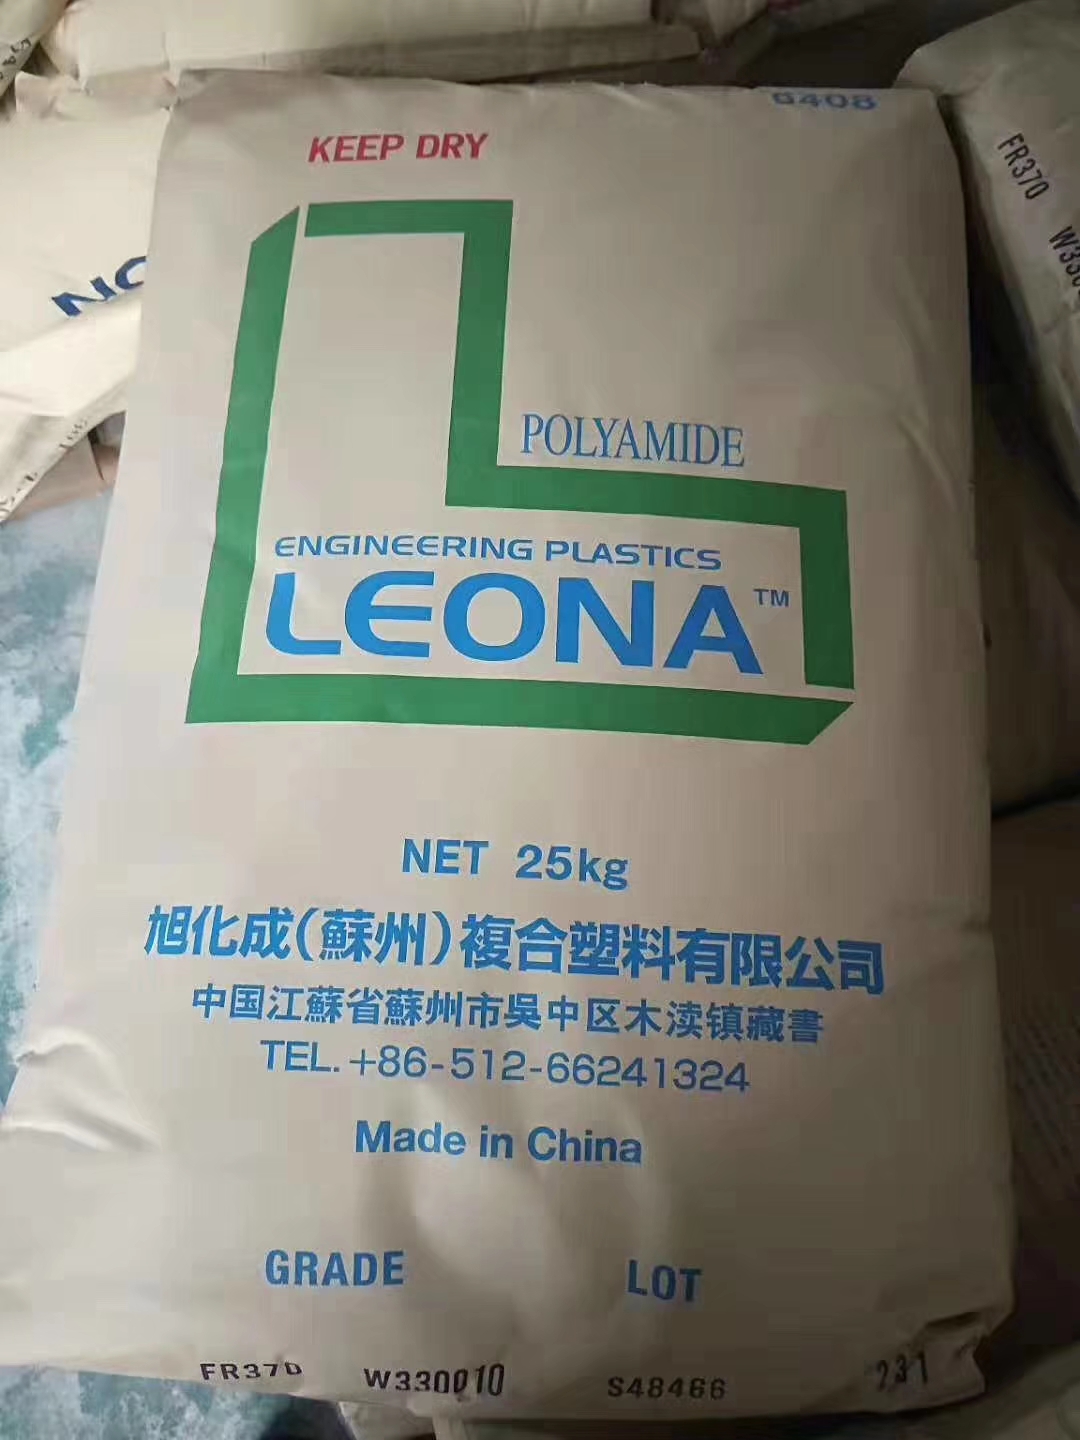 6408
KEEP DRY
FR370
POLYAMIDE
ENGINEERING PLASTICS
LEONA™
NET 25kg
旭化成(蘇州)複合塑料有限公司
中国江蘇省蘇州市吳中区木渎镇藏書
TEL.+86-512-66241324
Made in China
GRADE LOT
FR370 W330010 S48466 231